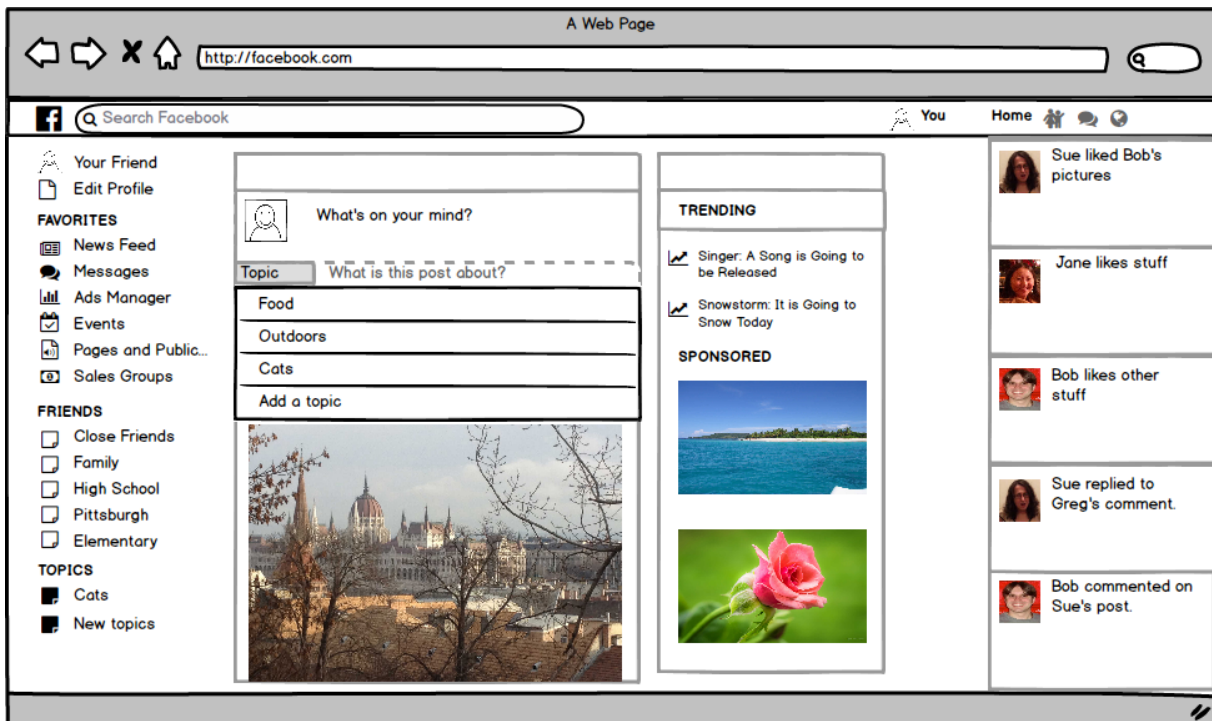 A Web Page
http://facebook.com
Search Facebook
You
Home
Your Friend
Edit Profile
FAVORITES
News Feed
Messages
Ads Manager
Events
Pages and Public...
Sales Groups
FRIENDS
Close Friends
Family
High School
Pittsburgh
Elementary
TOPICS
Cats
New topics
What's on your mind?
Topic
What is this post about?
Food
Outdoors
Cats
Add a topic
TRENDING
Singer: A Song is Going to
be Released
Snowstorm: It is Going to
Snow Today
SPONSORED
Sue liked Bob's
pictures
Jane likes stuff
Bob likes other
stuff
Sue replied to
Greg's comment.
Bob commented on
Sue's post.